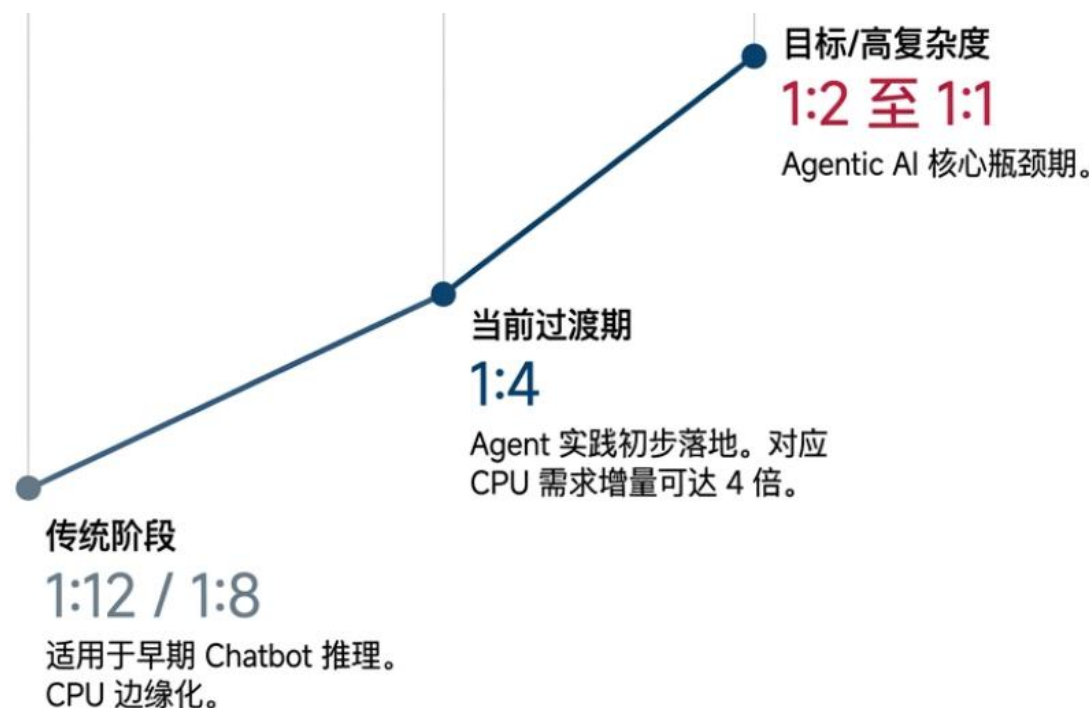 目标/高复杂度
1:2 至 1:1
Agentic AI 核心瓶颈期。
当前过渡期
1:4
Agent 实践初步落地。对应
CPU 需求增量可达 4 倍。
传统阶段
1:12 / 1:8
适用于早期 Chatbot 推理。
CPU 边缘化。